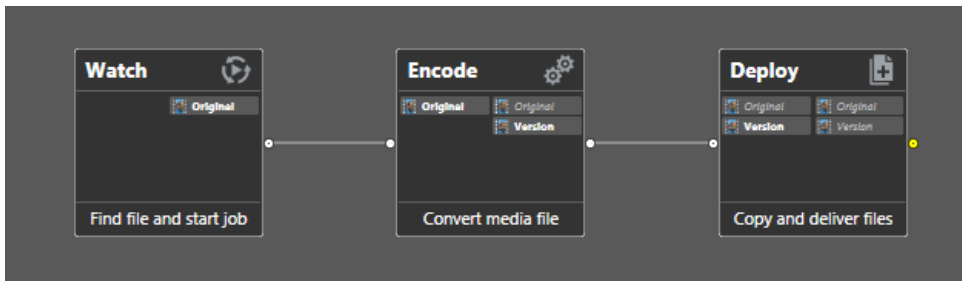 Watch
Original
Find file and start job
Encode
Original Original
Version
Convert media file
Deploy
Original Original
Version Version
Copy and deliver files